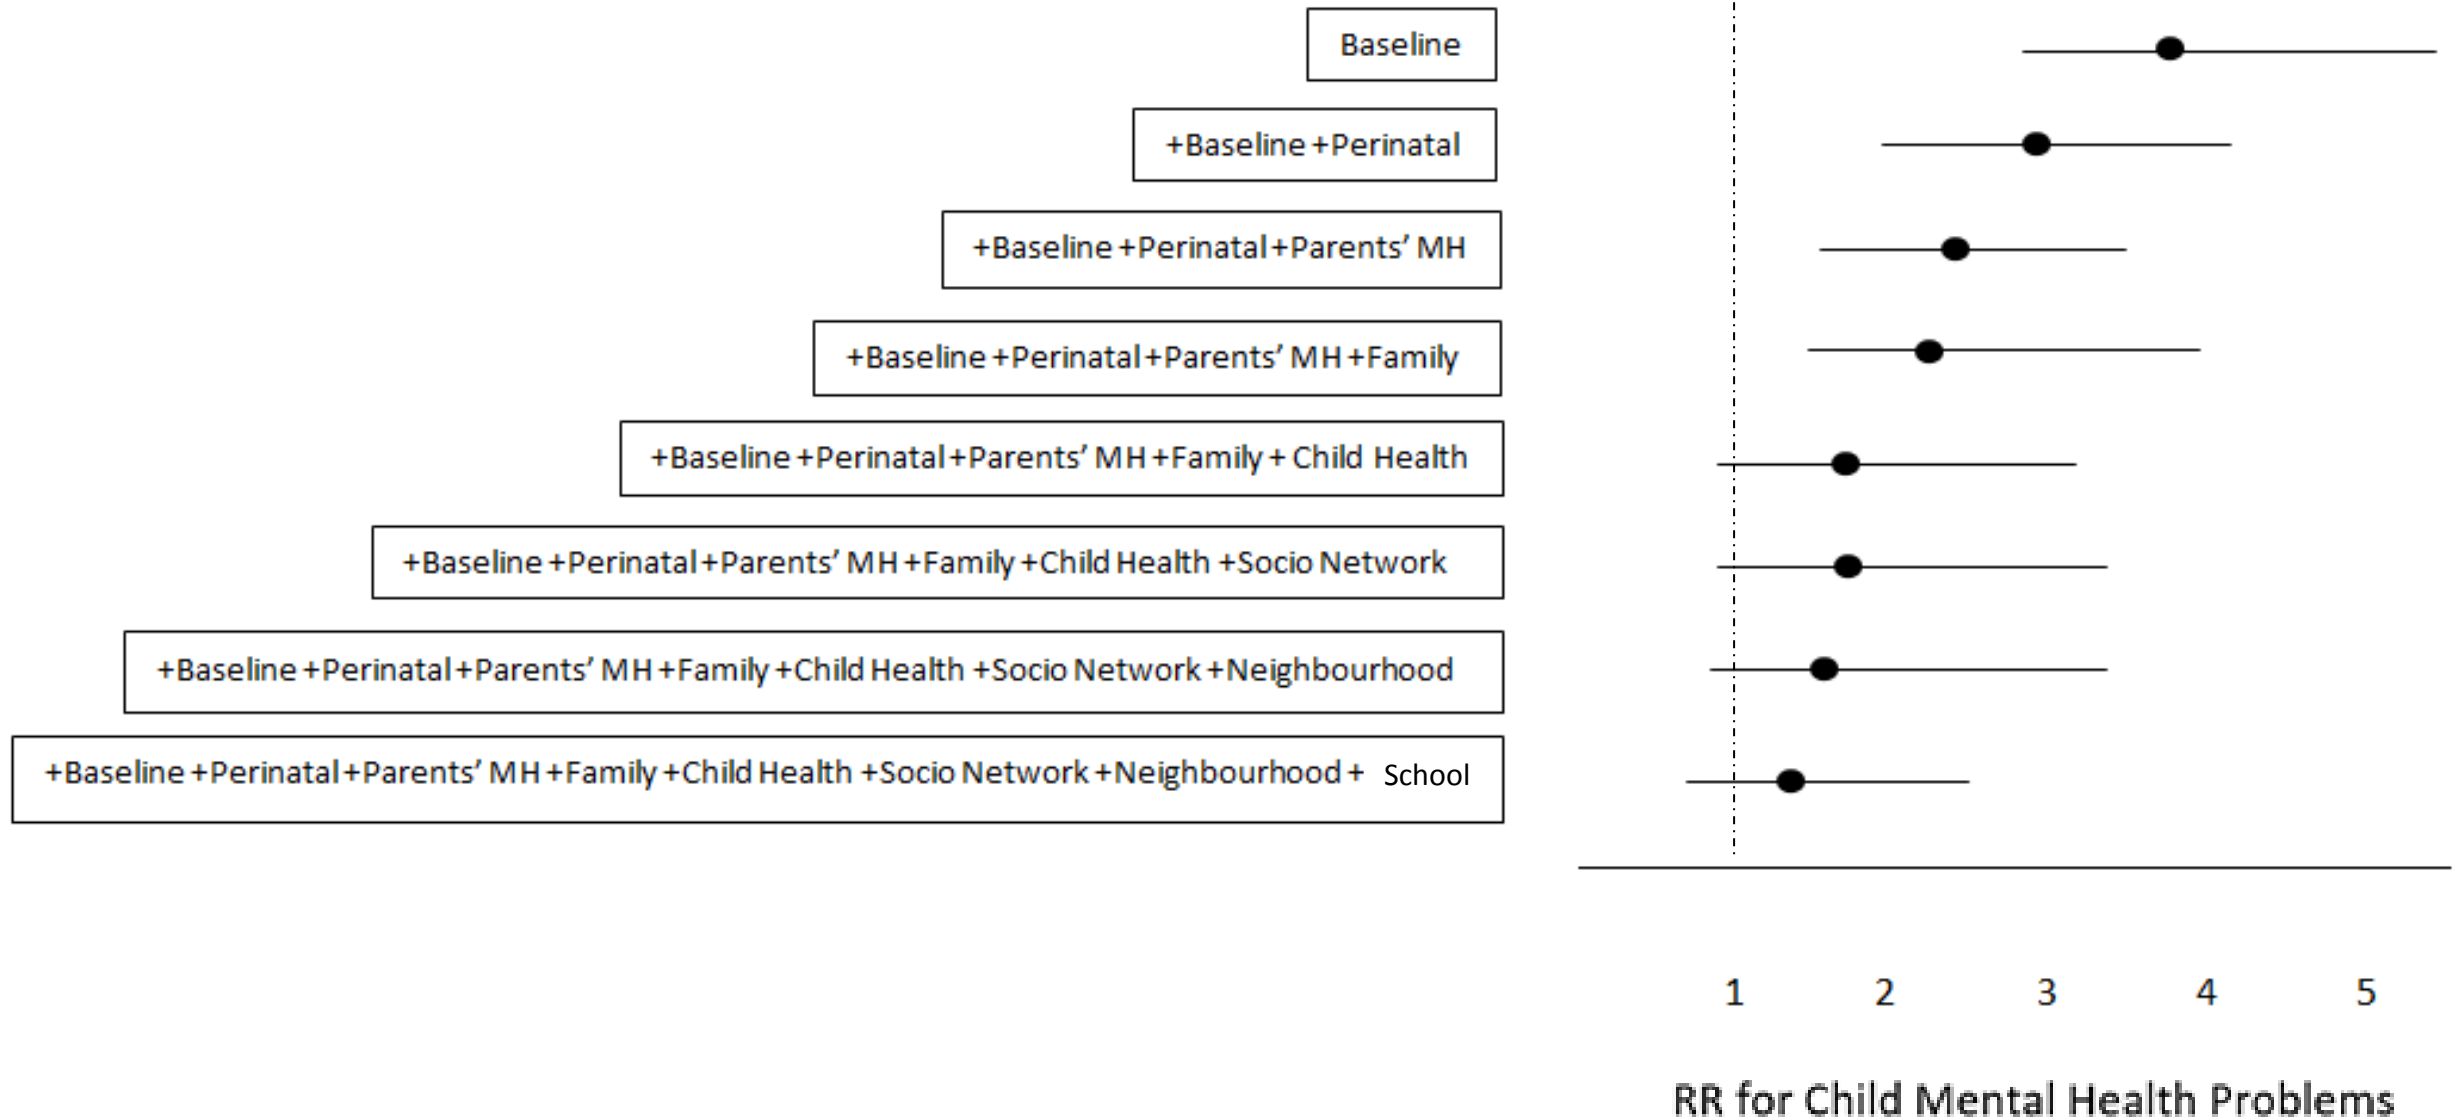 Baseline
+Baseline +Perinatal
+Baseline +Perinatal +Parents’ MH
+Baseline +Perinatal +Parents’ MH +Family
+Baseline +Perinatal +Parents’ MH +Family + Child Health
+Baseline +Perinatal +Parents’ MH +Family +Child Health +Socio Network
+Baseline +Perinatal +Parents’ MH +Family +Child Health +Socio Network +Neighbourhood
+Baseline +Perinatal +Parents’ MH +Family +Child Health +Socio Network +Neighbourhood + School
1 2 3 4 5
RR for Child Mental Health Problems